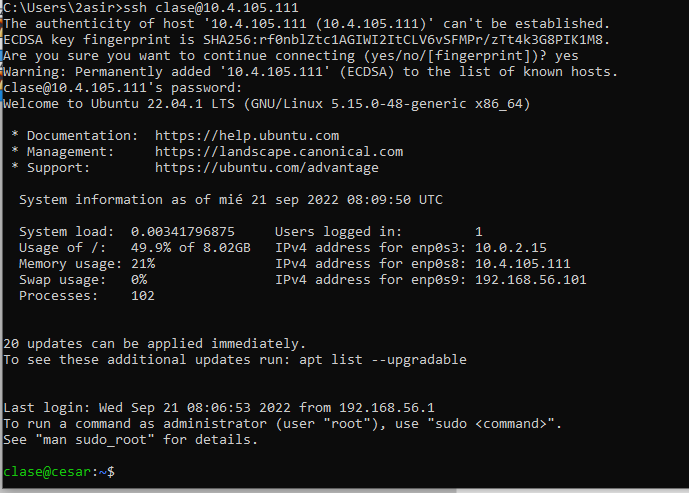 C:\Users\2asir>ssh clase@10.4.105.111
The authenticity of host '10.4.105.111 (10.4.105.111)' can't be established.
ECDSA key fingerprint is SHA256:rf0nblZtc1AGIWI2ItCLV6vSFMPr/zTt4k3G8PIK1M8.
Are you sure you want to continue connecting (yes/no/[fingerprint])? yes
Warning: Permanently added '10.4.105.111' (ECDSA) to the list of known hosts.
clase@10.4.105.111's password:
Welcome to Ubuntu 22.04.1 LTS (GNU/Linux 5.15.0-48-generic x86_64)
* Documentation:  https://help.ubuntu.com
* Management:     https://landscape.canonical.com
* Support:        https://ubuntu.com/advantage
System information as of mié 21 sep 2022 08:09:50 UTC
System load:  0.00341796875     Users logged in:         1
Usage of /:   49.9% of 8.02GB   IPv4 address for enp0s3: 10.0.2.15
Memory usage: 21%               IPv4 address for enp0s8: 10.4.105.111
Swap usage:   0%                IPv4 address for enp0s9: 192.168.56.101
Processes:    102
20 updates can be applied immediately.
To see these additional updates run: apt list --upgradable
Last login: Wed Sep 21 08:06:53 2022 from 192.168.56.1
To run a command as administrator (user "root"), use "sudo <command>".
See "man sudo_root" for details.
clase@cesar:~$